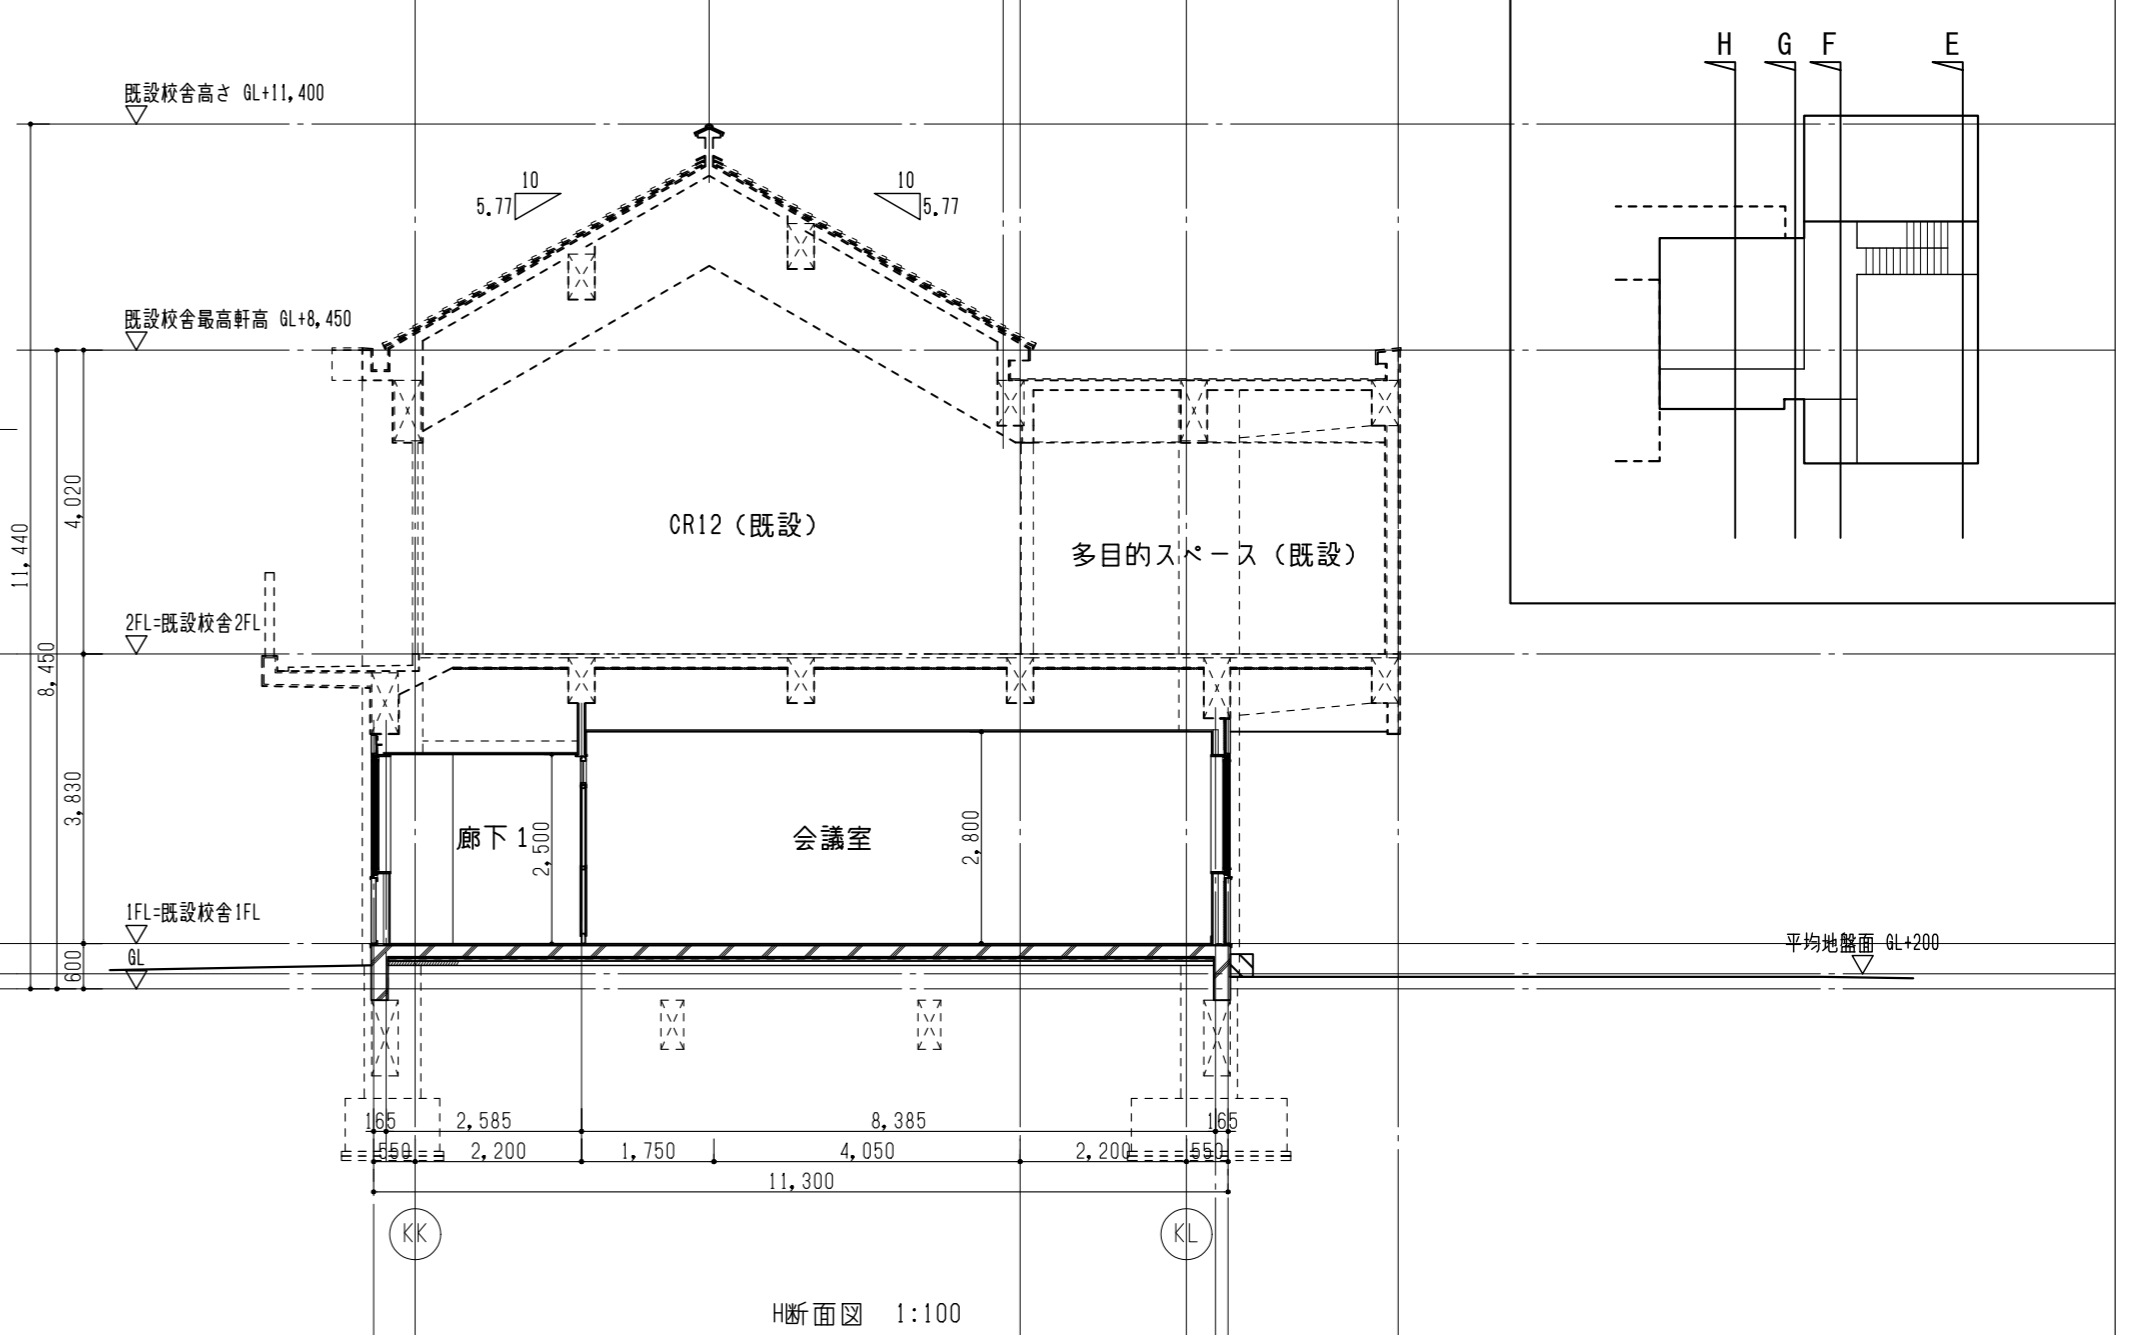 H G F E
既設校舎高さ GL+11,400
10
5.77
10
5.77
既設校舎最高軒高 GL+8,450
4,020
11,440
CR12（既設）
多目的スペース（既設）
2FL=既設校舎2FL
8,450
3,830
廊下1
2,500
会議室
2,800
1FL=既設校舎1FL
平均地盤面 GL+200
GL
600
165 2,585 8,385 165
550 2,200 1,750 4,050 2,200 550
11,300
KK KL
H断面図 1:100